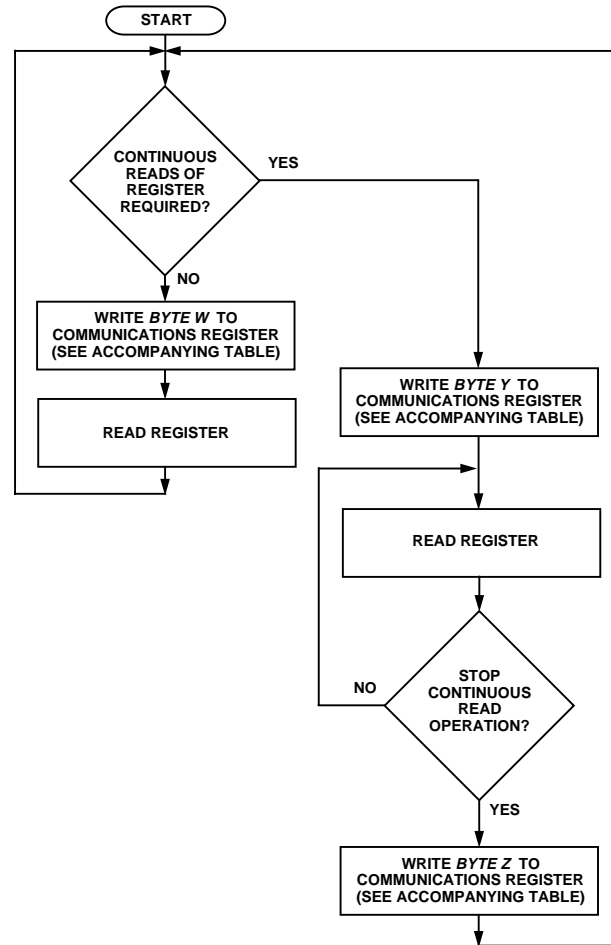 START
CONTINUOUS
READS OF
REGISTER
REQUIRED?
YES
NO
WRITE BYTE W TO
COMMUNICATIONS REGISTER
(SEE ACCOMPANYING TABLE)
READ REGISTER
WRITE BYTE Y TO
COMMUNICATIONS REGISTER
(SEE ACCOMPANYING TABLE)
READ REGISTER
STOP
CONTINUOUS
READ
OPERATION?
NO
YES
WRITE BYTE Z TO
COMMUNICATIONS REGISTER
(SEE ACCOMPANYING TABLE)